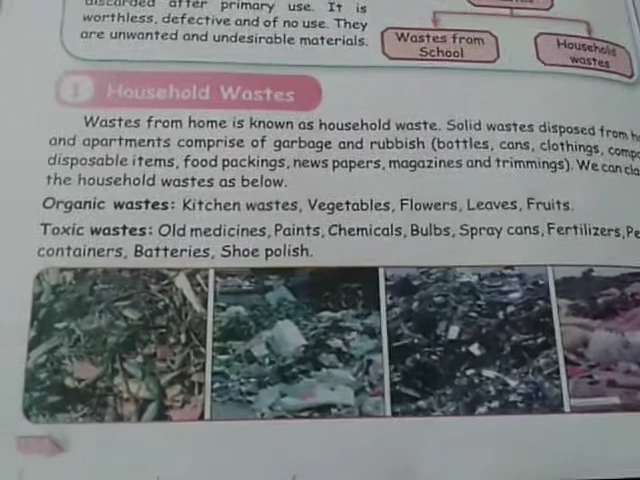 discarded after primary use. It is
worthless, defective and of no use. They
are unwanted and undesirable materials.
Wastes from
School
Household
wastes
1 Household Wastes
Wastes from home is known as household waste. Solid wastes disposed from
and apartments comprise of garbage and rubbish (bottles, cans, clothings,
disposable items, food packings, news papers, magazines and trimmings). We can
the household wastes as below.
Organic wastes: Kitchen wastes, Vegetables, Flowers, Leaves, Fruits.
Toxic wastes: Old medicines, Paints, Chemicals, Bulbs, Spray cans, Fertilizers,
containers, Batteries, Shoe polish.